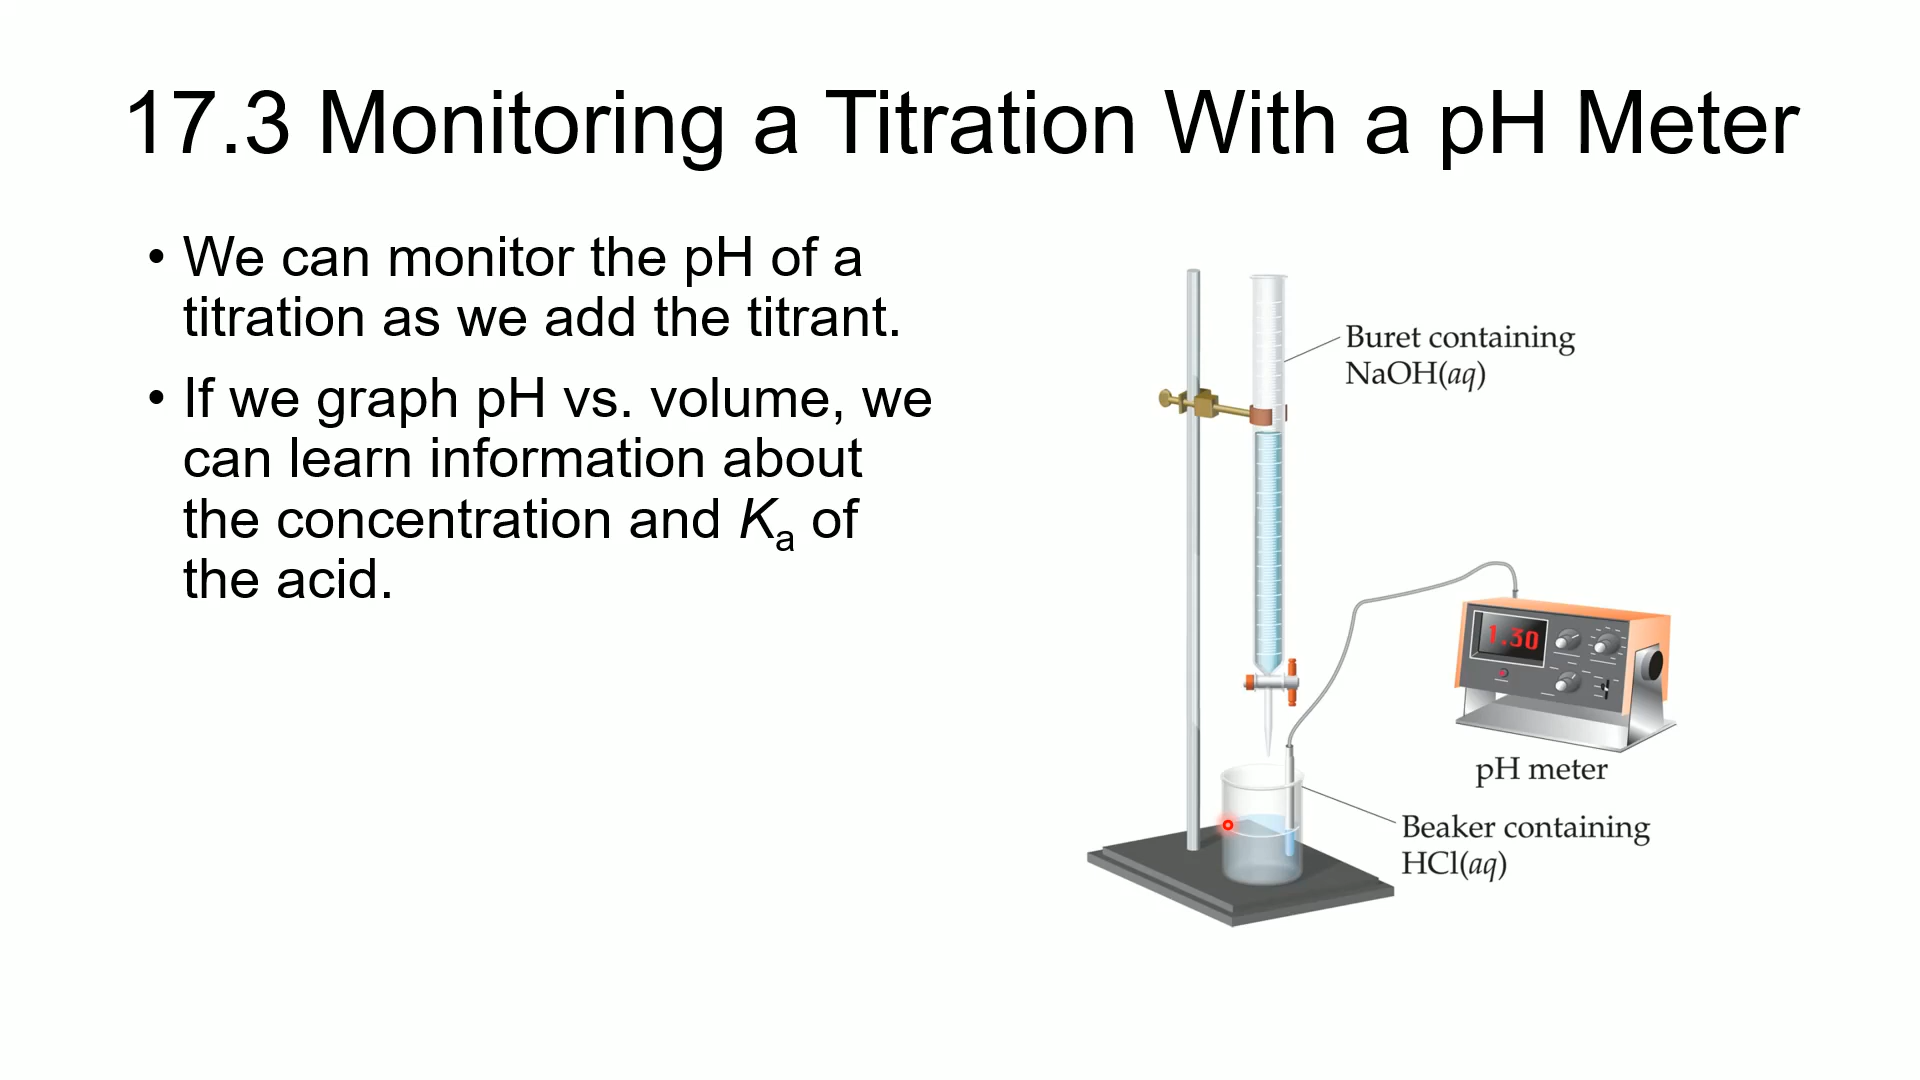 17.3 Monitoring a Titration With a pH Meter
• We can monitor the pH of a
titration as we add the titrant.
• If we graph pH vs. volume, we
can learn information about
the concentration and Ka of
the acid.
Buret containing
NaOH(aq)
1.30
pH meter
Beaker containing
HCl(aq)